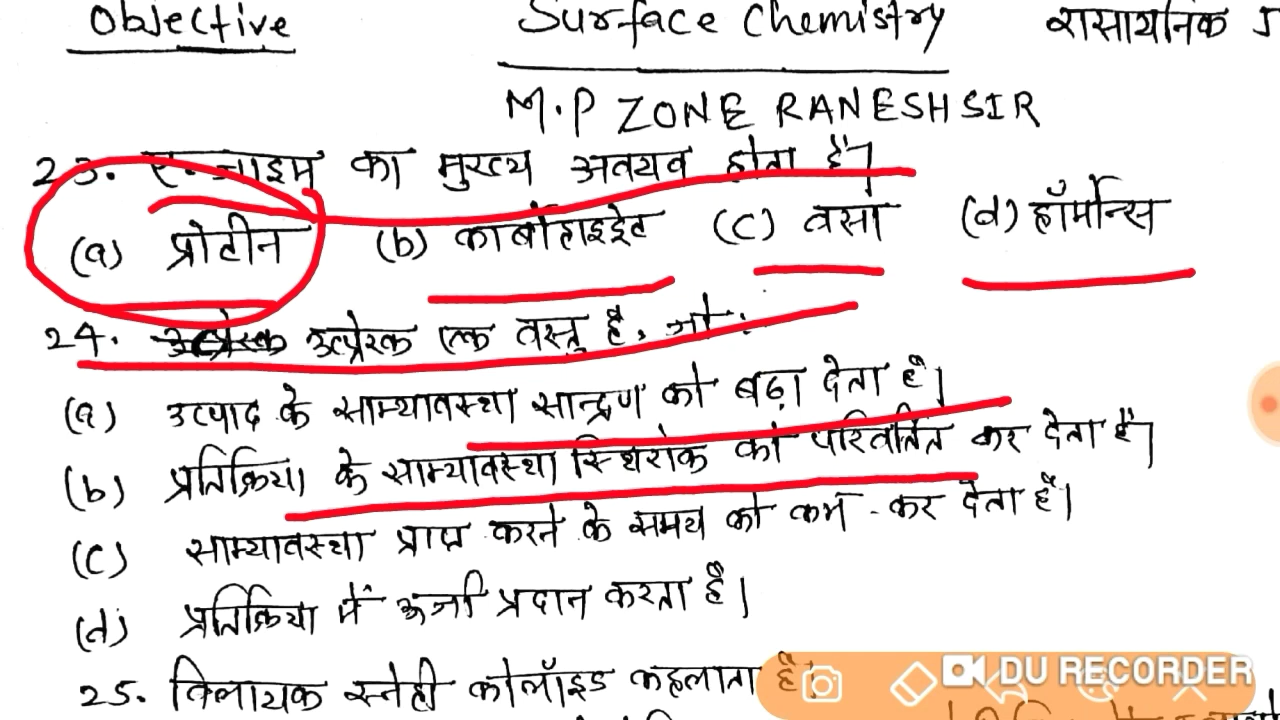 Objective Surface Chemistry रासायनिक
M.P ZONE RANESH SIR
23. एन्जाइम का मुख्य अवयव होता है।
(a) प्रोटीन (b) कार्बोहाइड्रेट (c) वसा (d) हॉर्मोन्स
24. उत्प्रेरक एक वस्तु है, जो:
(a) उत्पाद के साम्यावस्था सान्द्रण को बढ़ा देता है।
(b) प्रतिक्रिया के साम्यावस्था स्थिरांक को परिवर्तित कर देता है।
(c) साम्यावस्था प्राप्त करने के समय को कम कर देता है।
(d) प्रतिक्रिया में ऊर्जा प्रदान करता है।
25. विलायक स्नेही कोलॉइड कहलाता है।
DU RECORDER